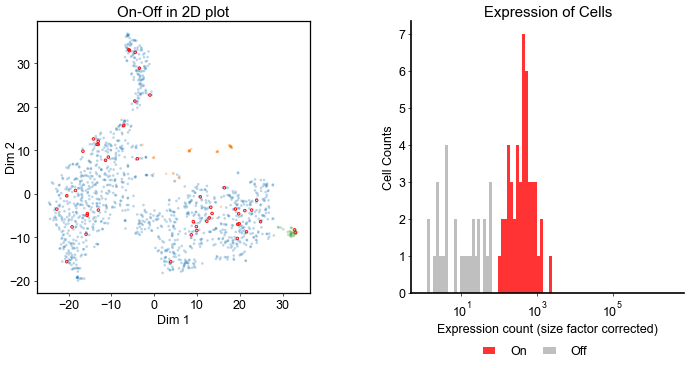 On-Off in 2D plot
Dim 2
30
20
10
0
−10
−20
−20 −10 0 10 20 30
Dim 1
Expression of Cells
Cell Counts
7
6
5
4
3
2
1
0
10^1 10^3 10^5
Expression count (size factor corrected)
On Off